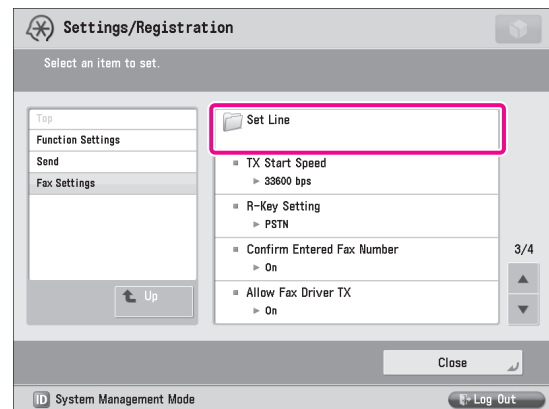 Settings/Registration
Select an item to set.
Top
Function Settings
Send
Fax Settings
Up
Set Line
TX Start Speed
33600 bps
R-Key Setting
PSTN
Confirm Entered Fax Number
On
Allow Fax Driver TX
On
3/4
Close
ID System Management Mode
Log Out